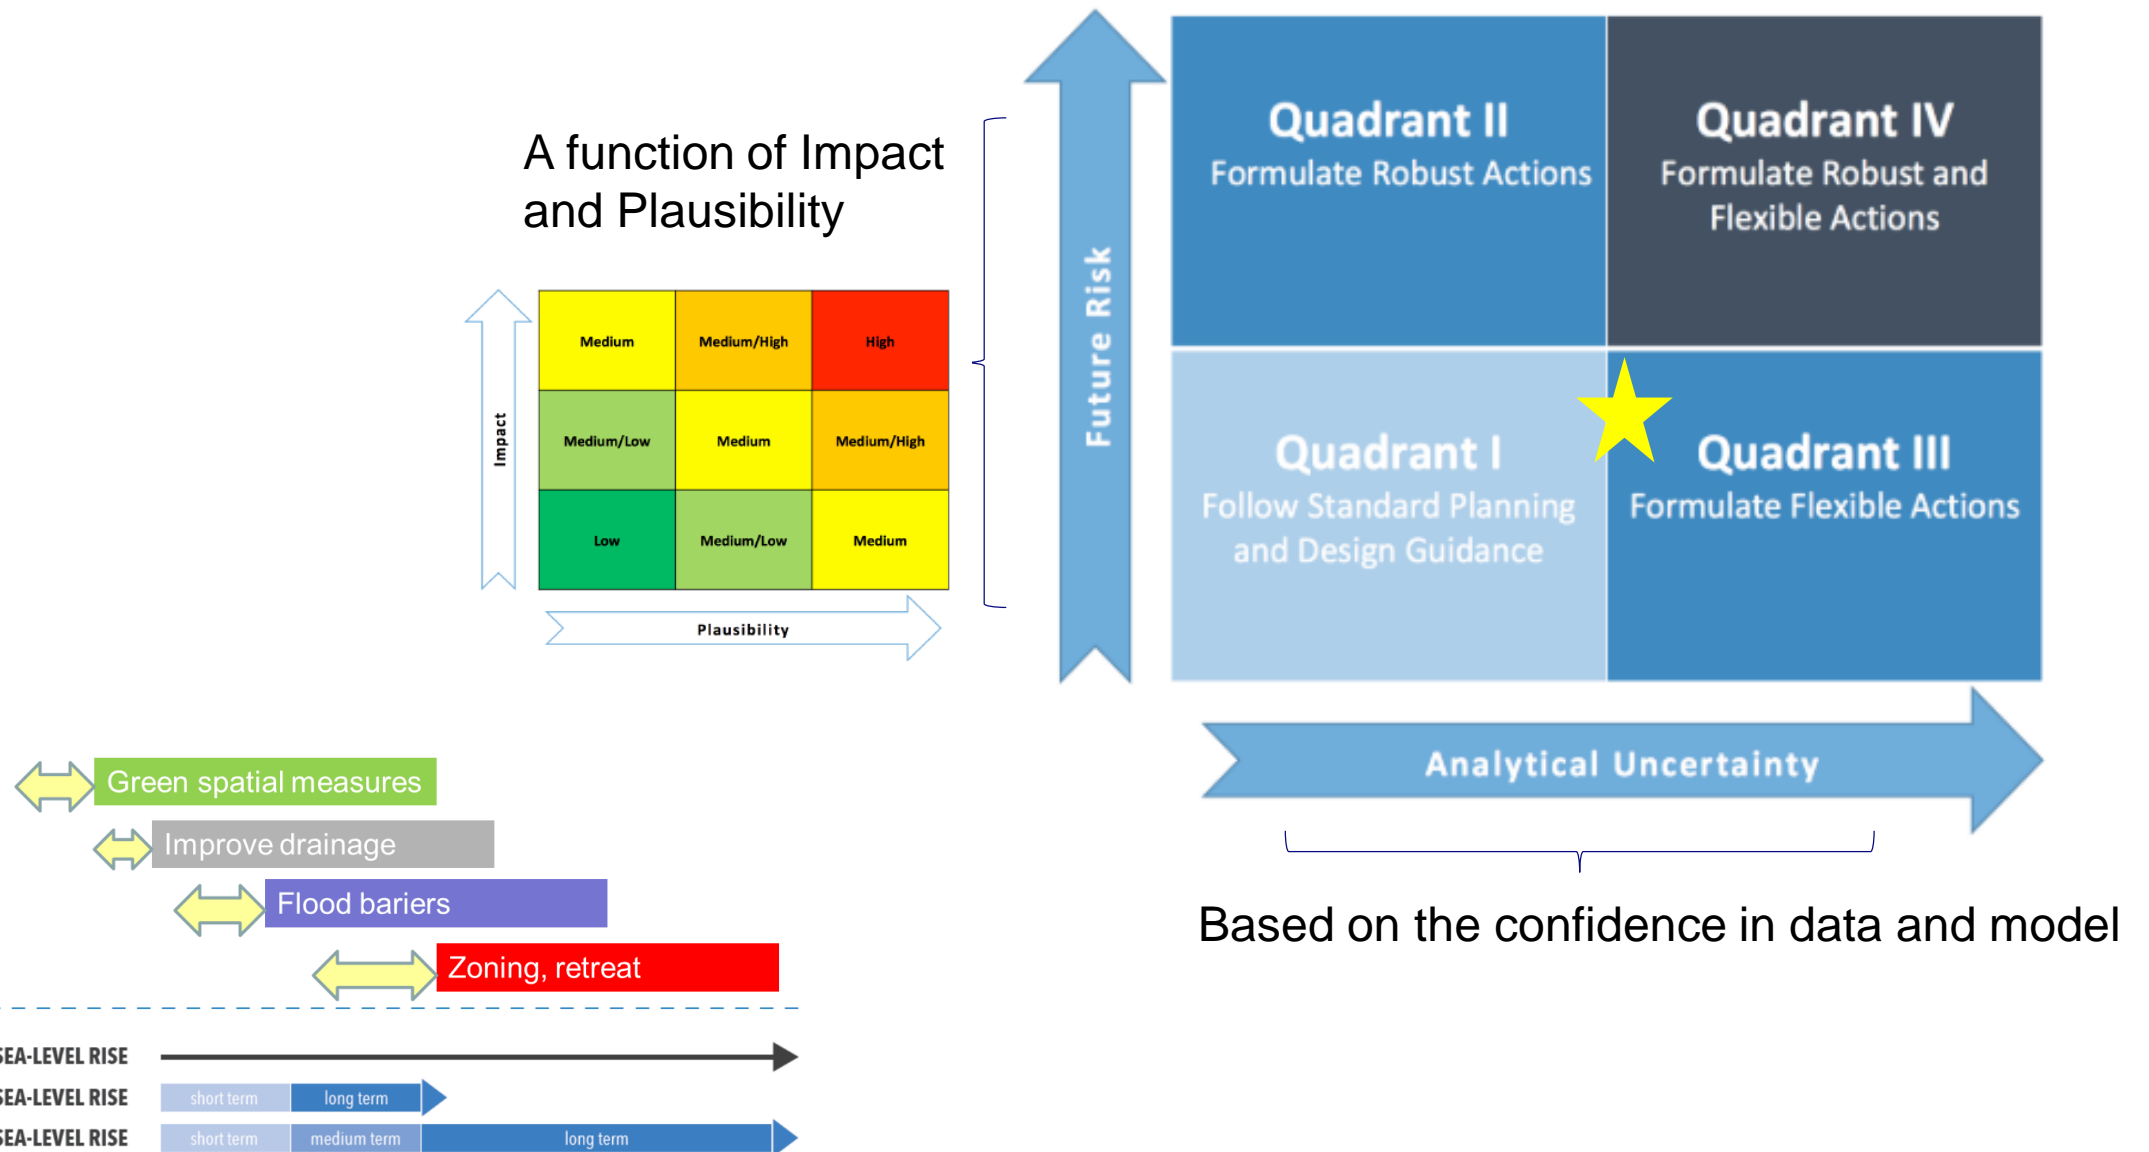 A function of Impact
and Plausibility
Impact
Medium
Medium/High
High
Medium/Low
Medium
Medium/High
Low
Medium/Low
Medium
Plausibility
Future Risk
Quadrant II
Formulate Robust Actions
Quadrant IV
Formulate Robust and
Flexible Actions
Quadrant I
Follow Standard Planning
and Design Guidance
Quadrant III
Formulate Flexible Actions
Analytical Uncertainty
Based on the confidence in data and model
Green spatial measures
Improve drainage
Flood bariers
Zoning, retreat
SEA-LEVEL RISE
SEA-LEVEL RISE
short term
long term
SEA-LEVEL RISE
short term
medium term
long term